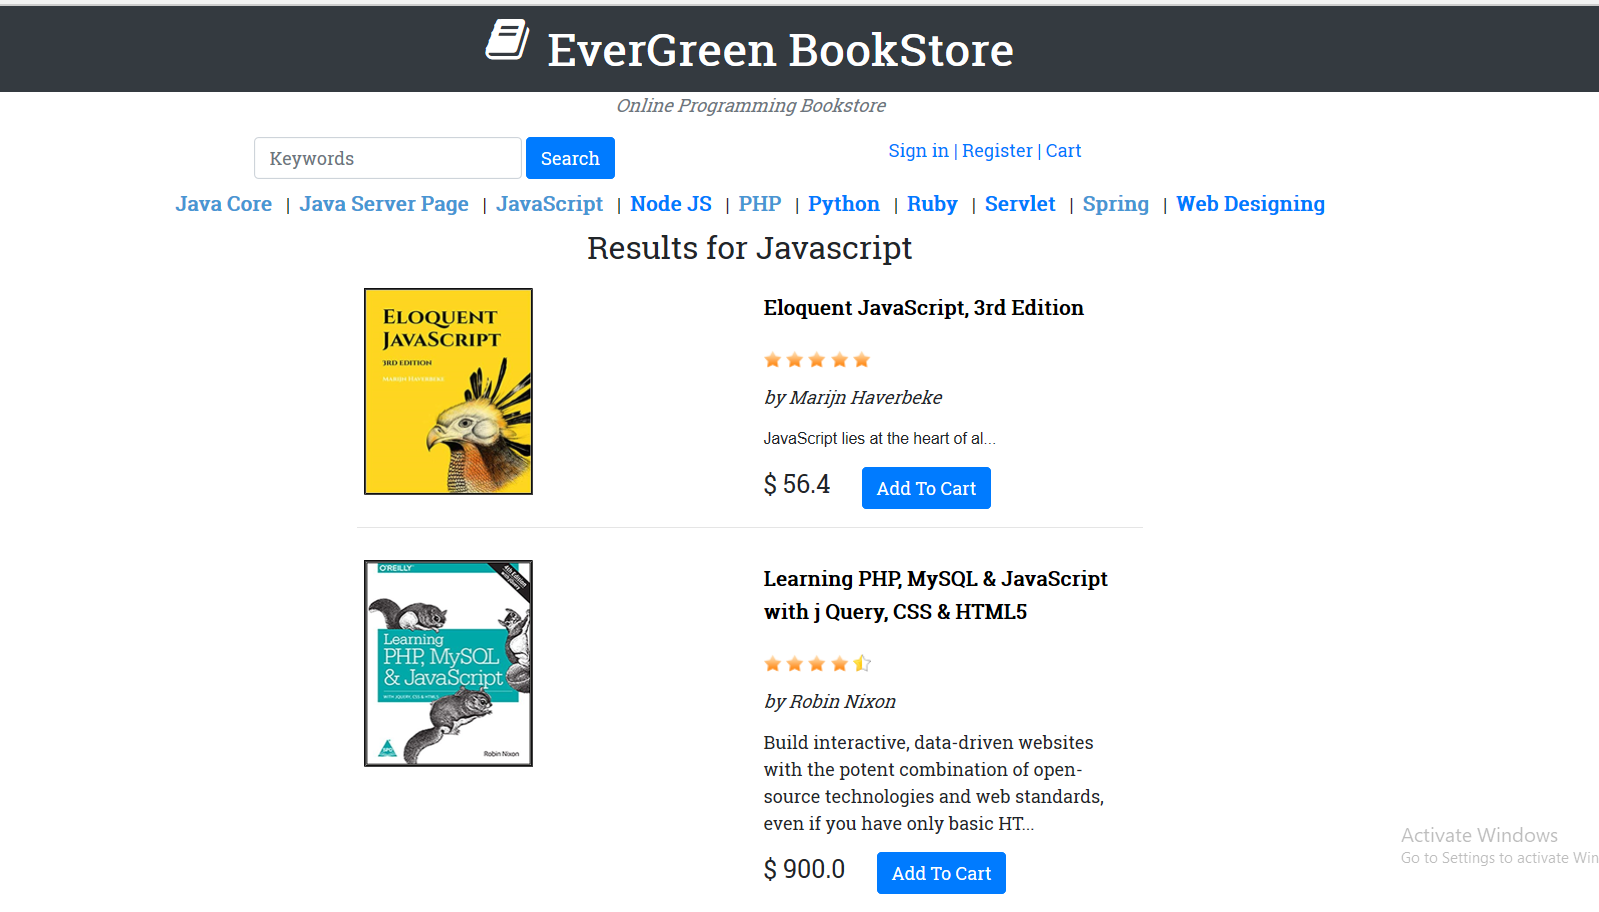 EverGreen BookStore
Online Programming Bookstore
Keywords
Search
Sign in | Register | Cart
Java Core | Java Server Page | JavaScript | Node JS | PHP | Python | Ruby | Servlet | Spring | Web Designing
Results for Javascript
ELOQUENT
JAVASCRIPT
3RD EDITION
MARIJN HAVERBEKE
Eloquent JavaScript, 3rd Edition
by Marijn Haverbeke
JavaScript lies at the heart of al...
$ 56.4
Add To Cart
O'REILLY
4th Edition
Learning
PHP, MySQL
& JavaScript
WITH JQUERY, CSS & HTML5
SPD
Robin Nixon
Learning PHP, MySQL & JavaScript
with j Query, CSS & HTML5
by Robin Nixon
Build interactive, data-driven websites
with the potent combination of open-
source technologies and web standards,
even if you have only basic HT...
$ 900.0
Add To Cart
Activate Windows
Go to Settings to activate Win